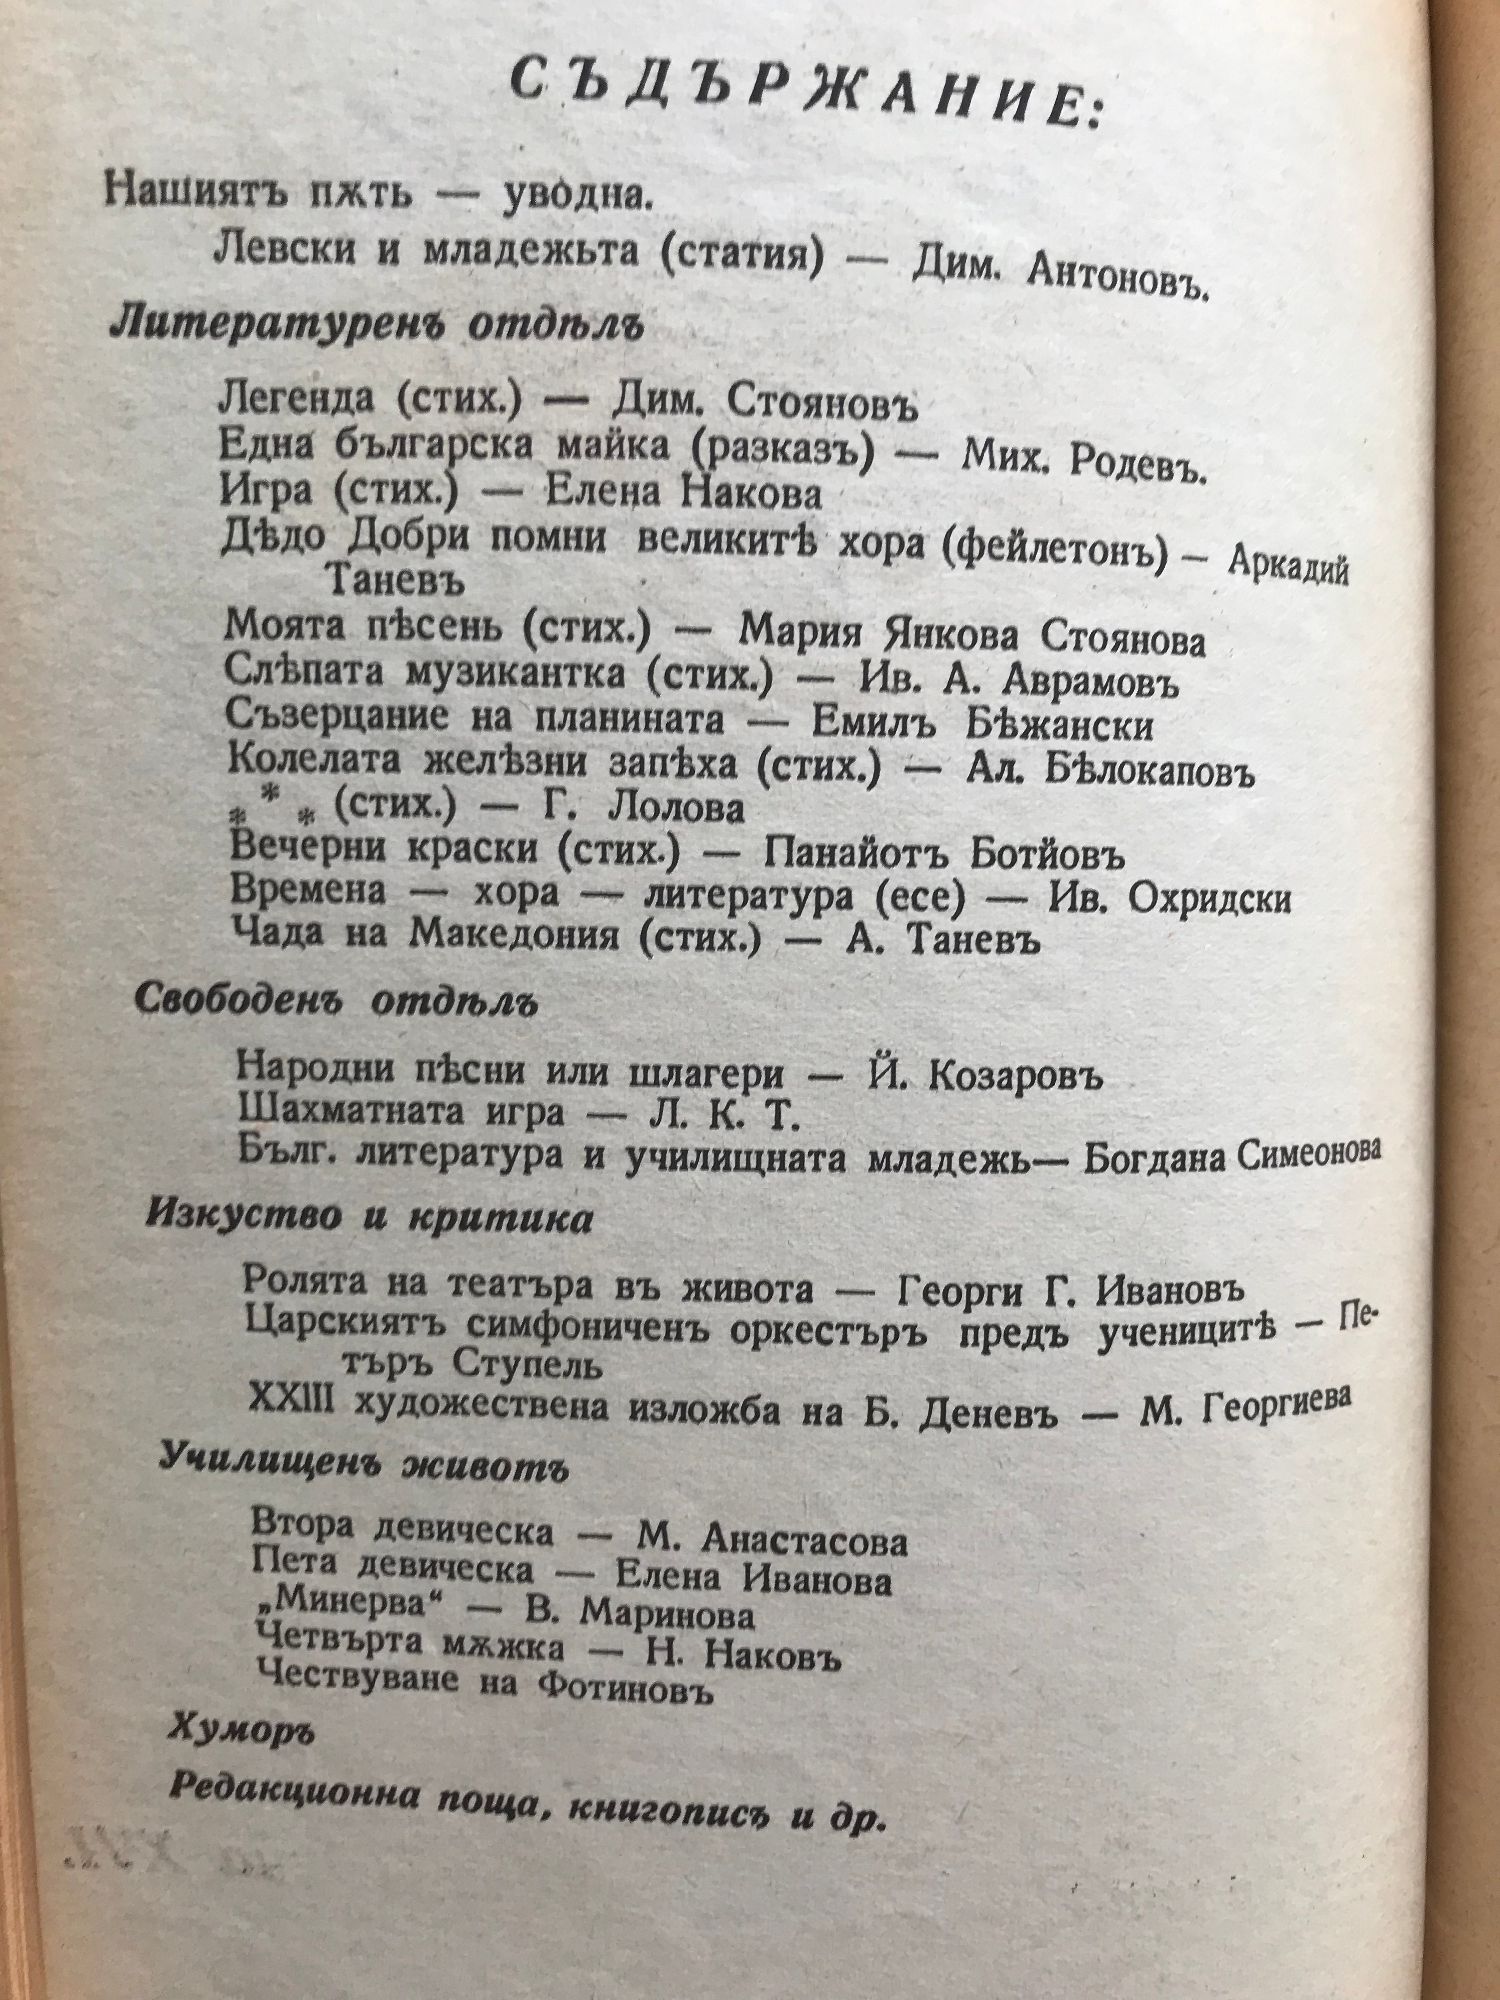 СЪДЪРЖАНИЕ:
Нашиятъ пѫть — уводна.
Левски и младежьта (статия) — Дим. Антоновъ.
Литературенъ отдѣлъ
Легенда (стих.) — Дим. Стояновъ
Една българска майка (разказъ) — Мих. Родевъ.
Игра (стих.) — Елена Накова
Дѣдо Добри помни великитѣ хора (фейлетонъ) — Аркадий
Таневъ
Моята пѣсень (стих.) — Мария Янкова Стоянова
Слѣпата музикантка (стих.) — Ив. А. Аврамовъ
Съзерцание на планината — Емилъ Бѣжански
Колелата желѣзни запѣха (стих.) — Ал. Бѣлокаповъ
* * * (стих.) — Г. Лолова
Вечерни краски (стих.) — Панайотъ Ботйовъ
Времена — хора — литература (есе) — Ив. Охридски
Чада на Македония (стих.) — А. Таневъ
Свободенъ отдѣлъ
Народни пѣсни или шлагери — Й. Козаровъ
Шахматната игра — Л. К. Т.
Бълг. литература и училищната младежь— Богдана Симеонова
Изкуство и критика
Ролята на театъра въ живота — Георги Г. Ивановъ
Царскиятъ симфониченъ оркестъръ предъ ученицитѣ — Пе-
търъ Ступель
XXIII художествена изложба на Б. Деневъ — М. Георгиева
Училищенъ животъ
Втора девическа — М. Анастасова
Пета девическа — Елена Иванова
„Минерва“ — В. Маринова
Четвърта мѫжка — Н. Наковъ
Чествуване на Фотиновъ
Хуморъ
Редакционна поща, книгописъ и др.